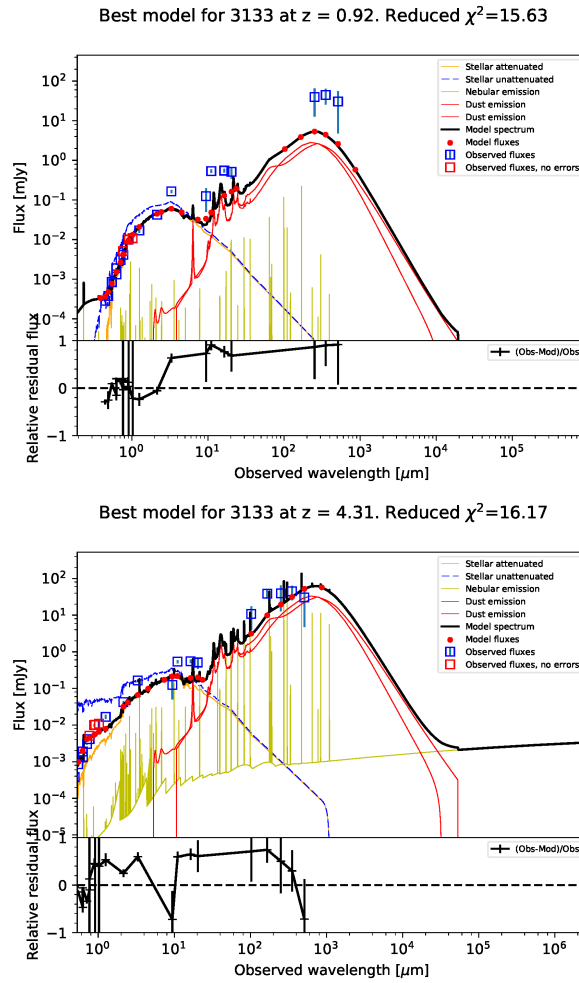 Best model for 3133 at z = 0.92. Reduced χ²=15.63
10²
10¹
10⁰
10⁻¹
10⁻²
10⁻³
10⁻⁴
Flux [mJy]
Stellar attenuated
Stellar unattenuated
Nebular emission
Dust emission
Dust emission
Model spectrum
Model fluxes
Observed fluxes
Observed fluxes, no errors
1
0
−1
Relative residual flux
(Obs-Mod)/Obs
10⁰ 10¹ 10² 10³ 10⁴ 10⁵
Observed wavelength [μm]
Best model for 3133 at z = 4.31. Reduced χ²=16.17
10²
10¹
10⁰
10⁻¹
10⁻²
10⁻³
10⁻⁴
10⁻⁵
Flux [mJy]
Stellar attenuated
Stellar unattenuated
Nebular emission
Dust emission
Dust emission
Model spectrum
Model fluxes
Observed fluxes
Observed fluxes, no errors
1
0
−1
Relative residual flux
(Obs-Mod)/Obs
10⁰ 10¹ 10² 10³ 10⁴ 10⁵ 10⁶
Observed wavelength [μm]